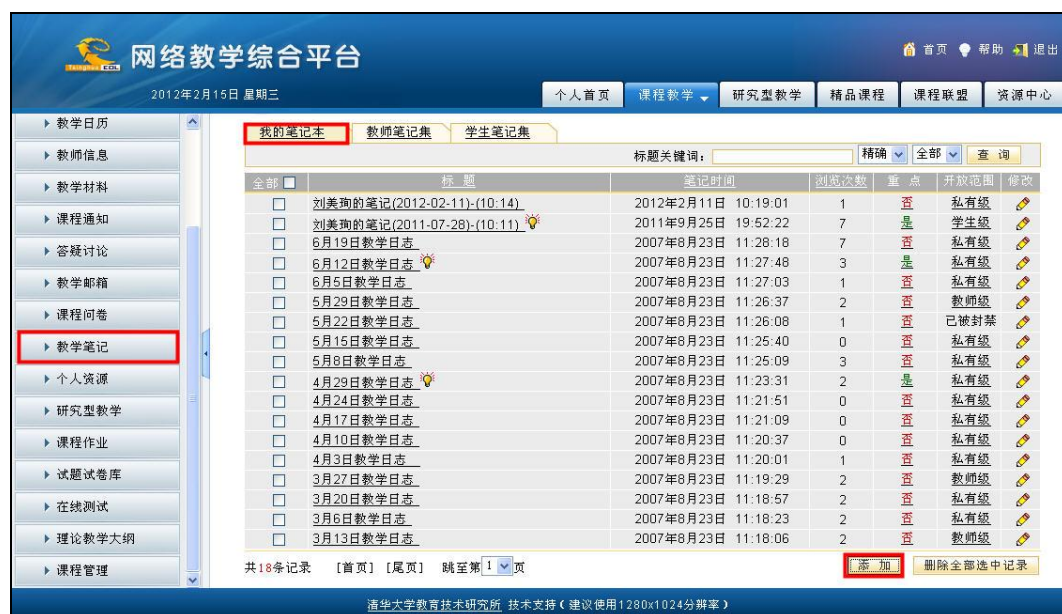 网络教学综合平台
首页 帮助 退出
2012年2月15日 星期三
个人首页 课程教学 研究型教学 精品课程 课程联盟 资源中心
教学日历
教师信息
教学材料
课程通知
答疑讨论
教学邮箱
课程问卷
教学笔记
个人资源
研究型教学
课程作业
试题试卷库
在线测试
理论教学大纲
课程管理
我的笔记本 教师笔记集 学生笔记集
标题关键词: 精确 全部 查 询
全部 标 题 笔记时间 浏览次数 重 点 开放范围 修改
刘美珣的笔记(2012-02-11)-(10:14) 2012年2月11日 10:19:01 1 否 私有级
刘美珣的笔记(2011-07-28)-(10:11) 2011年9月25日 19:52:22 7 是 学生级
6月19日教学日志 2007年8月23日 11:28:18 7 否 私有级
6月12日教学日志 2007年8月23日 11:27:48 3 是 私有级
6月5日教学日志 2007年8月23日 11:27:03 1 否 私有级
5月29日教学日志 2007年8月23日 11:26:37 2 否 教师级
5月22日教学日志 2007年8月23日 11:26:08 1 否 已被封禁
5月15日教学日志 2007年8月23日 11:25:40 0 否 私有级
5月8日教学日志 2007年8月23日 11:25:09 3 否 私有级
4月29日教学日志 2007年8月23日 11:23:31 2 是 私有级
4月24日教学日志 2007年8月23日 11:21:51 0 否 私有级
4月17日教学日志 2007年8月23日 11:21:09 0 否 私有级
4月10日教学日志 2007年8月23日 11:20:37 0 否 私有级
4月3日教学日志 2007年8月23日 11:20:01 1 否 私有级
3月27日教学日志 2007年8月23日 11:19:29 2 否 教师级
3月20日教学日志 2007年8月23日 11:18:57 2 否 私有级
3月6日教学日志 2007年8月23日 11:18:23 2 否 私有级
3月13日教学日志 2007年8月23日 11:18:06 2 否 教师级
共18条记录 [首页] [尾页] 跳至第 1 页 添 加 删除全部选中记录
清华大学教育技术研究所 技术支持(建议使用1280x1024分辨率)